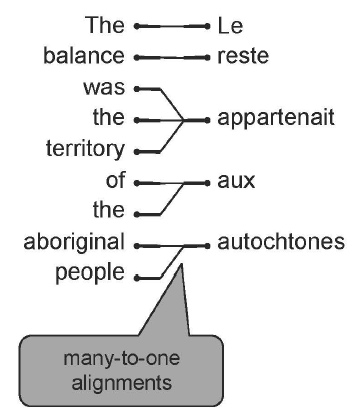 The Le
balance reste
was
the appartenait
territory
of aux
the
aboriginal autochtones
people
many-to-one
alignments